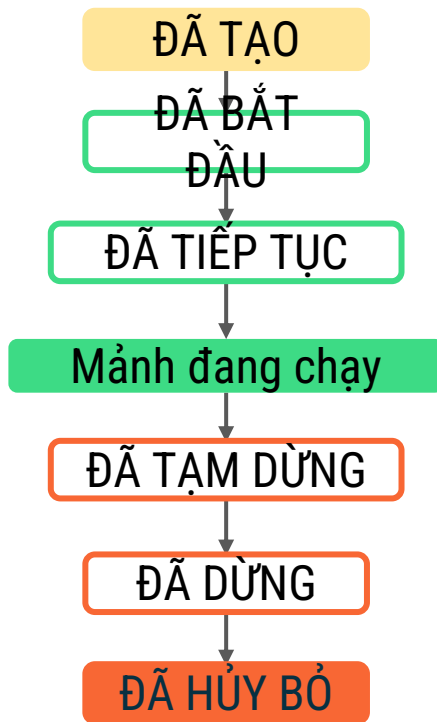 ĐÃ TẠO
ĐÃ BẮT
ĐẦU
ĐÃ TIẾP TỤC
Mảnh đang chạy
ĐÃ TẠM DỪNG
ĐÃ DỪNG
ĐÃ HỦY BỎ